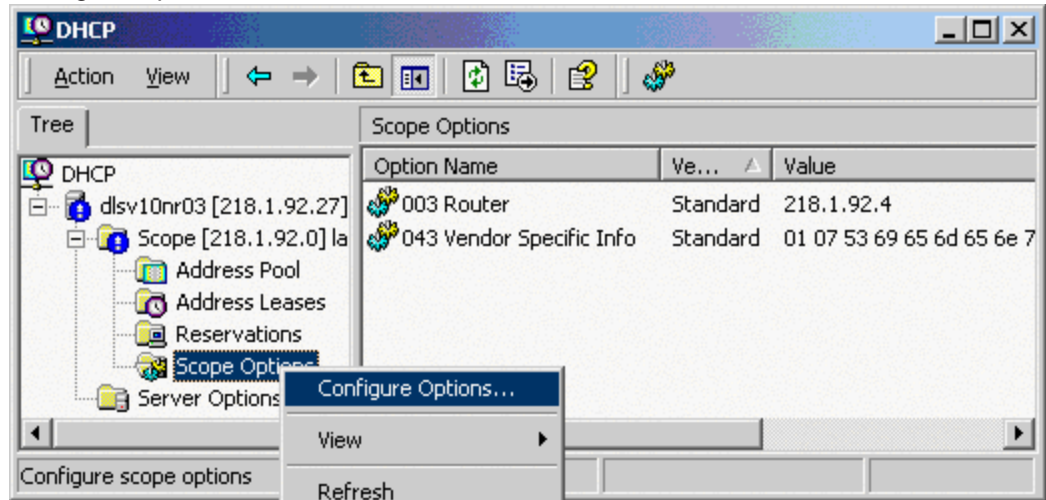 DHCP
Action View
Tree
Scope Options
DHCP
Option Name Ve... Value
dlsv10nr03 [218.1.92.27]
003 Router Standard 218.1.92.4
Scope [218.1.92.0] la
043 Vendor Specific Info Standard 01 07 53 69 65 6d 65 6e 7
Address Pool
Address Leases
Reservations
Scope Options
Configure Options...
Server Options
View
Configure scope options
Refresh